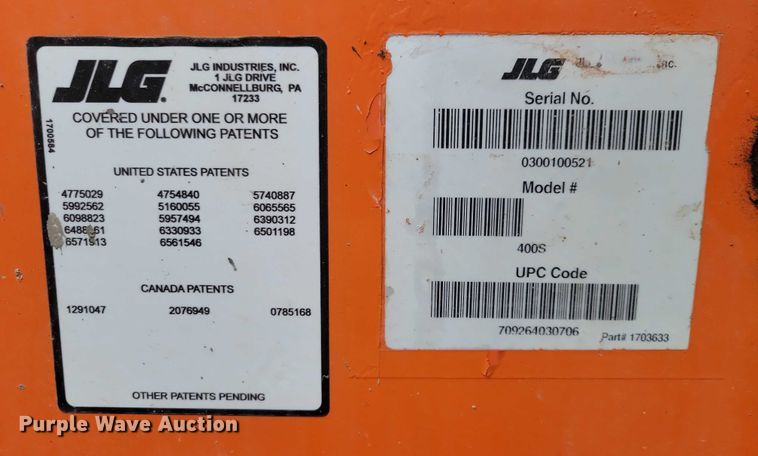 JLG
JLG INDUSTRIES, INC.
1 JLG DRIVE
McCONNELLBURG, PA
17233
COVERED UNDER ONE OR MORE
OF THE FOLLOWING PATENTS
1700584
UNITED STATES PATENTS
4775029 4754840 5740887
5992562 5160055 6065565
6098823 5957494 6390312
6330933 6501198
6561546
CANADA PATENTS
1291047 2076949 0785168
OTHER PATENTS PENDING
JLG
Serial No.
0300100521
Model #
400S
UPC Code
709264030706
Part# 1703633
Purple Wave Auction